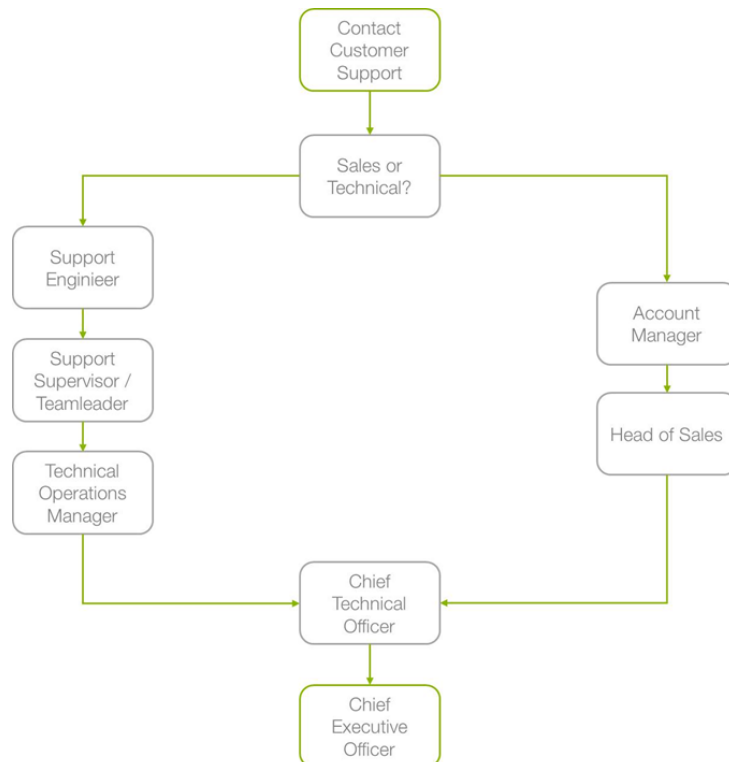 Contact
Customer
Support
Sales or
Technical?
Support
Enginieer
Support
Supervisor /
Teamleader
Technical
Operations
Manager
Account
Manager
Head of Sales
Chief
Technical
Officer
Chief
Executive
Officer